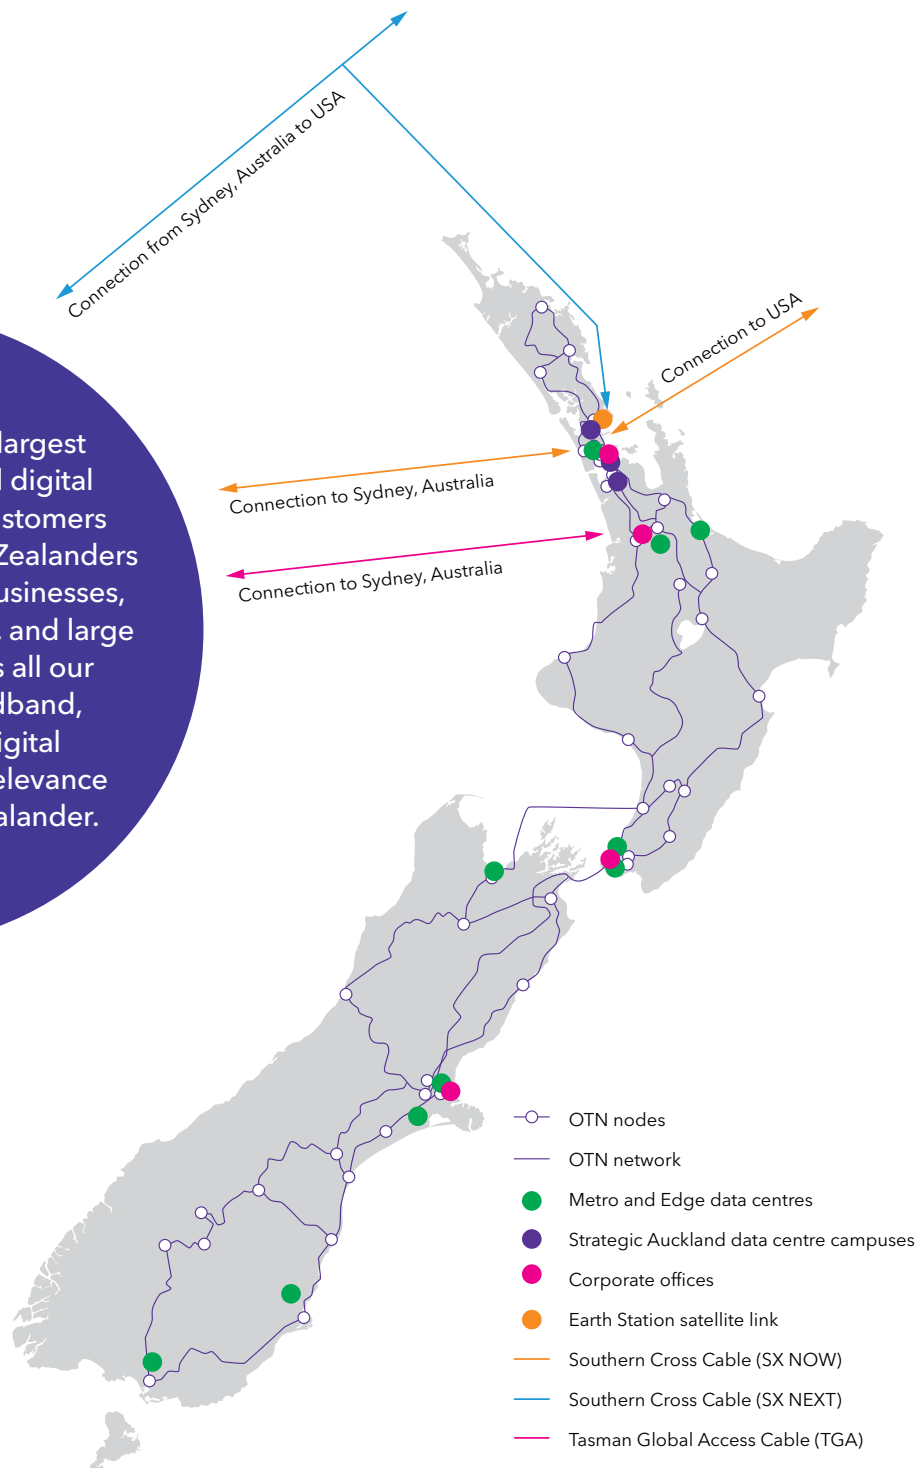 Connection from Sydney, Australia to USA
Connection to USA
Connection to Sydney, Australia
Connection to Sydney, Australia
largest
digital
stomers
Zealanders
usinesses,
, and large
s all our
dband,
igital
elevance
alander.
OTN nodes
OTN network
Metro and Edge data centres
Strategic Auckland data centre campuses
Corporate offices
Earth Station satellite link
Southern Cross Cable (SX NOW)
Southern Cross Cable (SX NEXT)
Tasman Global Access Cable (TGA)